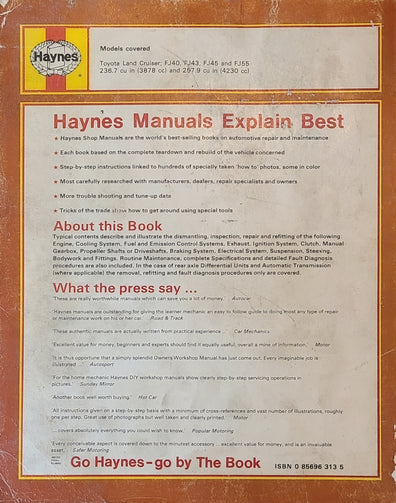 Haynes
Models covered
Toyota Land Cruiser; FJ40, FJ43, FJ45 and FJ55
236.7 cu in (3878 cc) and 257.9 cu in (4230 cc)
Haynes Manuals Explain Best
★ Haynes Shop Manuals are the world's best-selling books on automotive repair and maintenance
★ Each book based on the complete teardown and rebuild of the vehicle concerned
★ Step-by-step instructions linked to hundreds of specially taken 'how to' photos, some in color
★ Most carefully researched with manufacturers, dealers, repair specialists and owners
★ More trouble shooting and tune-up data
★ Tricks of the trade show how to get around using special tools
About this Book
Typical contents describe and illustrate the dismantling, inspection, repair and refitting of the following
Engine, Cooling System, Fuel and Emission Control Systems, Exhaust, Ignition System, Clutch, Manual
Gearbox, Propeller Shafts or Driveshafts, Braking System, Electrical System, Suspension, Steering,
Bodywork and Fittings. Routine Maintenance, complete Specifications and detailed Fault Diagnosis
procedures are also included. In the case of rear axle Differential Units and Automatic Transmission
(where applicable) the removal, refitting and fault diagnosis procedures only are covered.
What the press say ...
'These are really worthwhile manuals which can save you a lot of money.' Autocar
'Haynes manuals are outstanding for giving the learner mechanic an easy to follow guide to doing most any type of repair
or maintenance work on his or her car.' Road & Track
'These authentic manuals are actually written from practical experience ...' Car Mechanics
'Excellent value for money, beginners and experts should find it equally useful, overall a mine of information.' Motor
'It is thus opportune that a simply splendid Owners Workshop Manual has just come out. Every imaginable job is
illustrated ...' Autosport
'For the home mechanic Haynes DIY workshop manuals show clearly step-by-step servicing operations in
pictures.' Sunday Mirror
'Another book well worth buying.' Hot Car
'All instructions given on a step-by-step basis with a minimum of cross-references and vast number of illustrations, roughly
one per step. Great use of photographs but well taken and clearly printed.' Motor
'... covers absolutely everything you could wish to know.' Popular Motoring
'Every conceivable aspect is covered down to the minutest accessory ... excellent value for money, and is an invaluable
asset.' Safer Motoring
Go Haynes-go by The Book
ISBN 0 85696 313 5